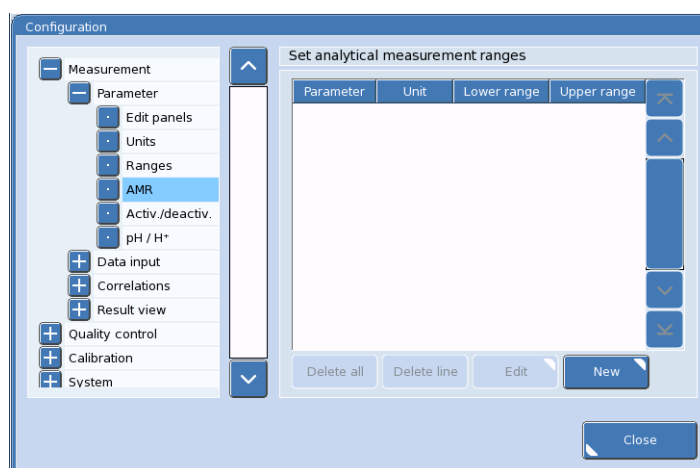 Configuration
Measurement
Parameter
Edit panels
Units
Ranges
AMR
Activ./deactiv.
pH / H⁺
Data input
Correlations
Result view
Quality control
Calibration
System
Set analytical measurement ranges
Parameter Unit Lower range Upper range
Delete all Delete line Edit New
Close